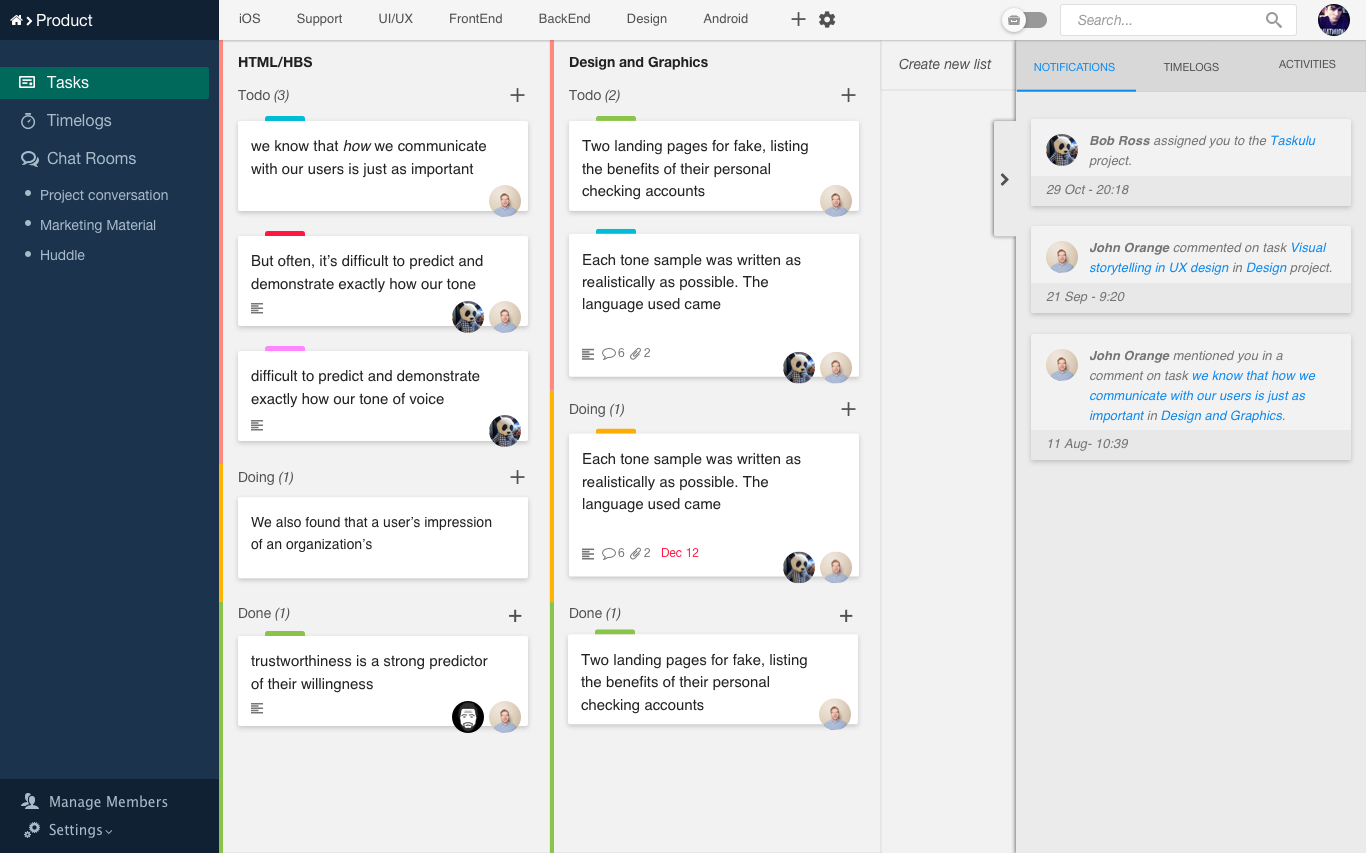 Product
Tasks
Timelogs
Chat Rooms
Project conversation
Marketing Material
Huddle
Manage Members
Settings
iOS Support UI/UX FrontEnd BackEnd Design Android
Search...
HTML/HBS
Todo (3)
we know that how we communicate
with our users is just as important
But often, it’s difficult to predict and
demonstrate exactly how our tone
difficult to predict and demonstrate
exactly how our tone of voice
Doing (1)
We also found that a user’s impression
of an organization’s
Done (1)
trustworthiness is a strong predictor
of their willingness
Design and Graphics
Todo (2)
Two landing pages for fake, listing
the benefits of their personal
checking accounts
Each tone sample was written as
realistically as possible. The
language used came
6 2
Doing (1)
Each tone sample was written as
realistically as possible. The
language used came
6 2 Dec 12
Done (1)
Two landing pages for fake, listing
the benefits of their personal
checking accounts
Create new list
NOTIFICATIONS TIMELOGS ACTIVITIES
Bob Ross assigned you to the Taskulu
project.
29 Oct - 20:18
John Orange commented on task Visual
storytelling in UX design in Design project.
21 Sep - 9:20
John Orange mentioned you in a
comment on task we know that how we
communicate with our users is just as
important in Design and Graphics.
11 Aug- 10:39